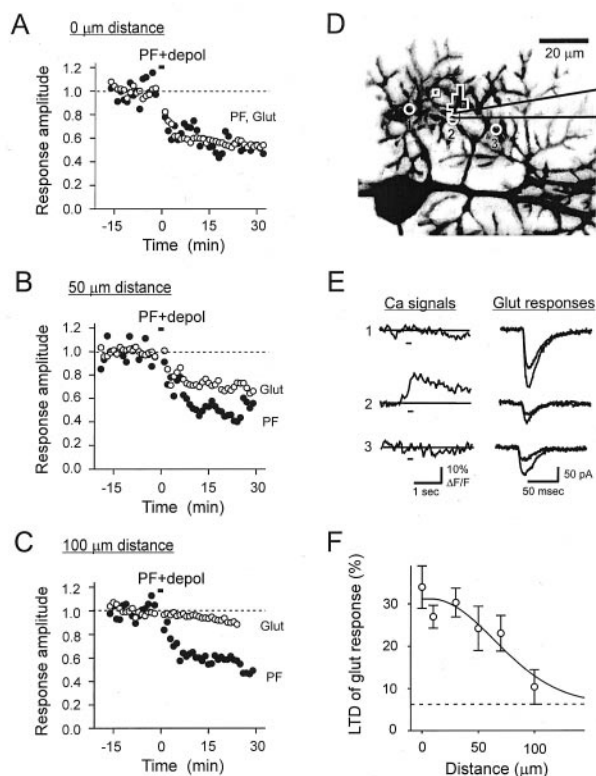 A
0 µm distance
PF+depol
1.2
1.0
0.8
0.6
0.4
0.2
0.0
PF, Glut
Response amplitude
-15 0 15 30
Time (min)
B
50 µm distance
PF+depol
1.2
1.0
0.8
0.6
0.4
0.2
0.0
Glut
PF
Response amplitude
-15 0 15 30
Time (min)
C
100 µm distance
PF+depol
1.2
1.0
0.8
0.6
0.4
0.2
0.0
Glut
PF
Response amplitude
-15 0 15 30
Time (min)
D
20 µm
1
2
3
E
Ca signals Glut responses
1
2
3
10%
ΔF/F
1 sec
50 pA
50 msec
F
LTD of glut response (%)
30
20
10
0
0 50 100
Distance (µm)